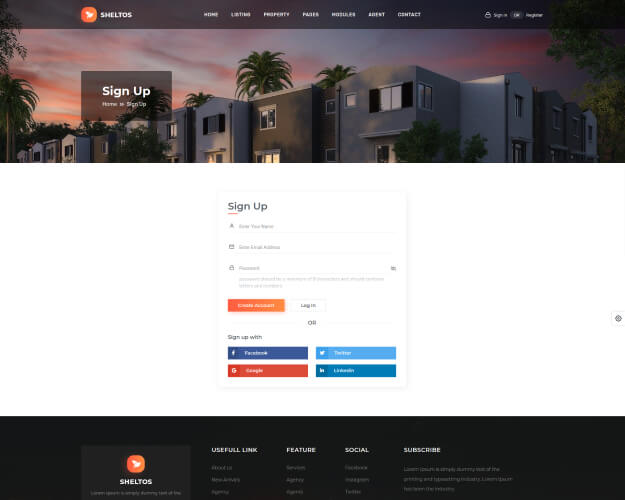 SHELTOS
HOME LISTING PROPERTY PAGES MODULES AGENT CONTACT
Sign in OR Register
Sign Up
Home » Sign Up
Sign Up
Enter Your Name
Enter Email Address
Password
password should be a minimum of 8 characters and should contains
letters and numbers
Create Account Log In
OR
Sign up with
Facebook Twitter
Google Linkedin
SHELTOS
Lorem Ipsum is simply dummy text of the
USEFULL LINK
About us
New Arrivals
Agency
FEATURE
Services
Agency
Agents
SOCIAL
Facebook
Instagram
Twitter
SUBSCRIBE
Lorem Ipsum is simply dummy text of the
printing and typesetting industry. Lorem Ipsum
has been the industry.